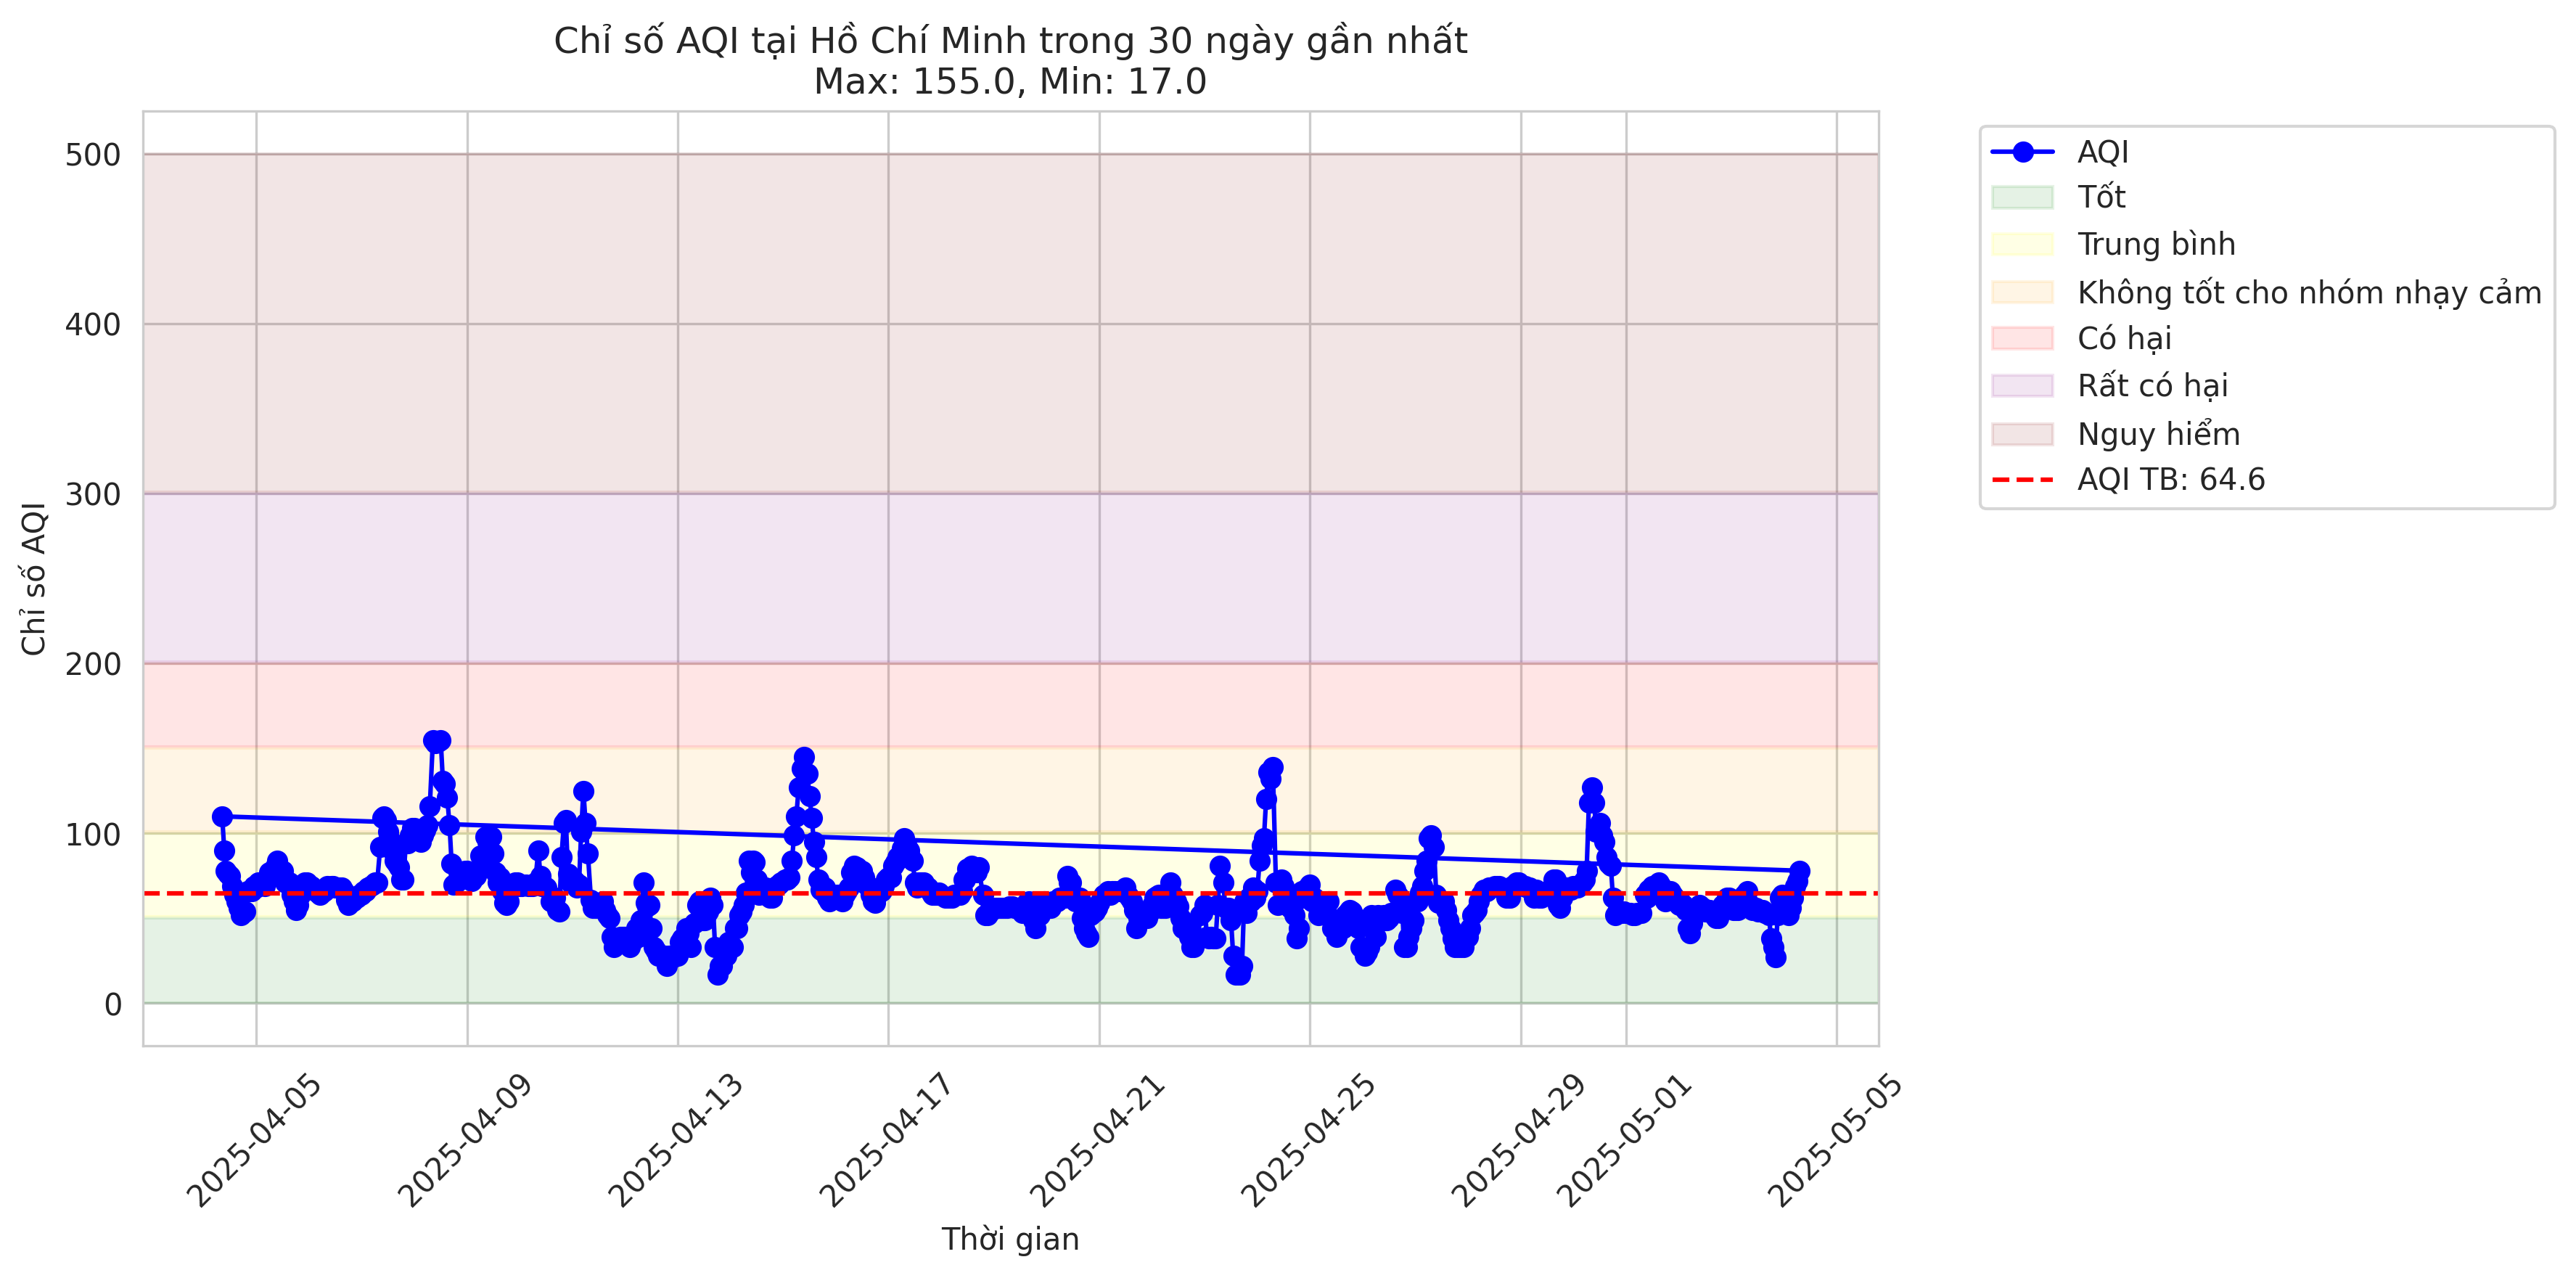 Chỉ số AQI tại Hồ Chí Minh trong 30 ngày gần nhất
Max: 155.0, Min: 17.0
Chỉ số AQI
500
400
300
200
100
0
2025-04-05
2025-04-09
2025-04-13
2025-04-17
2025-04-21
2025-04-25
2025-04-29
2025-05-01
2025-05-05
Thời gian
AQI
Tốt
Trung bình
Không tốt cho nhóm nhạy cảm
Có hại
Rất có hại
Nguy hiểm
AQI TB: 64.6